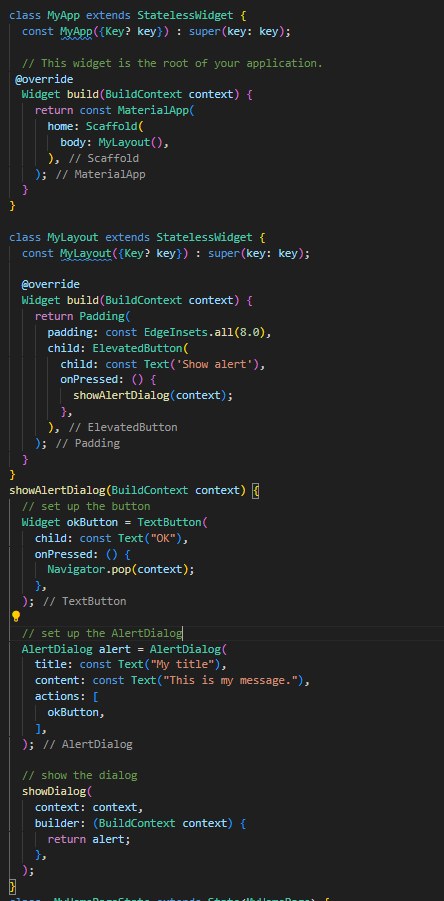 class MyApp extends StatelessWidget {
  const MyApp({Key? key}) : super(key: key);

  // This widget is the root of your application.
 @override
  Widget build(BuildContext context) {
    return const MaterialApp(
      home: Scaffold(
        body: MyLayout(),
      ), // Scaffold
    ); // MaterialApp
  }
}

class MyLayout extends StatelessWidget {
  const MyLayout({Key? key}) : super(key: key);

  @override
  Widget build(BuildContext context) {
    return Padding(
      padding: const EdgeInsets.all(8.0),
      child: ElevatedButton(
        child: const Text('Show alert'),
        onPressed: () {
          showAlertDialog(context);
        },
      ), // ElevatedButton
    ); // Padding
  }
}
showAlertDialog(BuildContext context) {
  // set up the button
  Widget okButton = TextButton(
    child: const Text("OK"),
    onPressed: () {
      Navigator.pop(context);
    },
  ); // TextButton

  // set up the AlertDialog
  AlertDialog alert = AlertDialog(
    title: const Text("My title"),
    content: const Text("This is my message."),
    actions: [
      okButton,
    ],
  ); // AlertDialog

  // show the dialog
  showDialog(
    context: context,
    builder: (BuildContext context) {
      return alert;
    },
  );
}
class _MyHomePageState extends State<MyHomePage> {